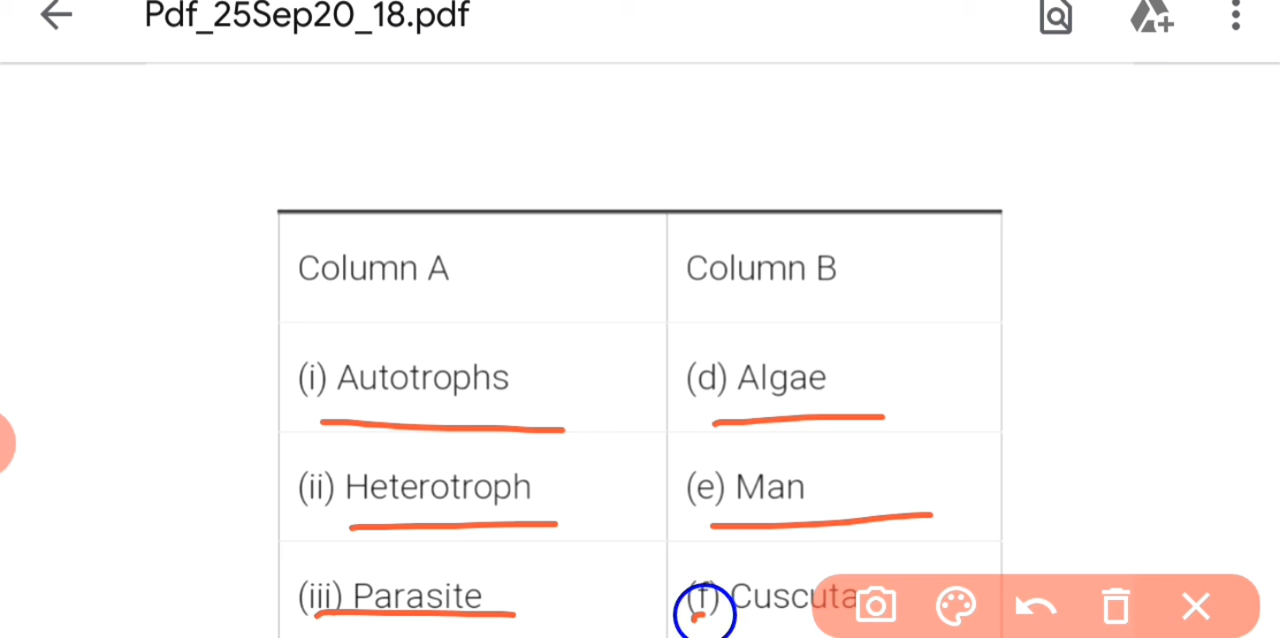 Pdf_25Sep20_18.pdf
Column A Column B
(i) Autotrophs (d) Algae
(ii) Heterotroph (e) Man
(iii) Parasite (f) Cuscuta